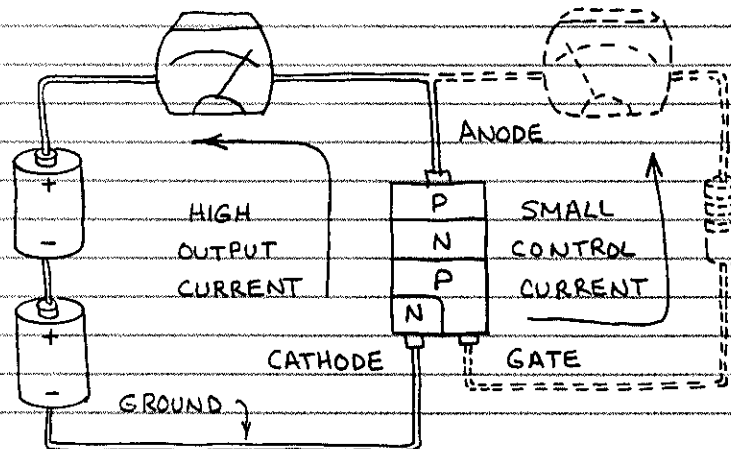 ANODE
+
-
HIGH
OUTPUT
CURRENT
P
N
P
N
SMALL
CONTROL
CURRENT
+
-
CATHODE
GATE
GROUND